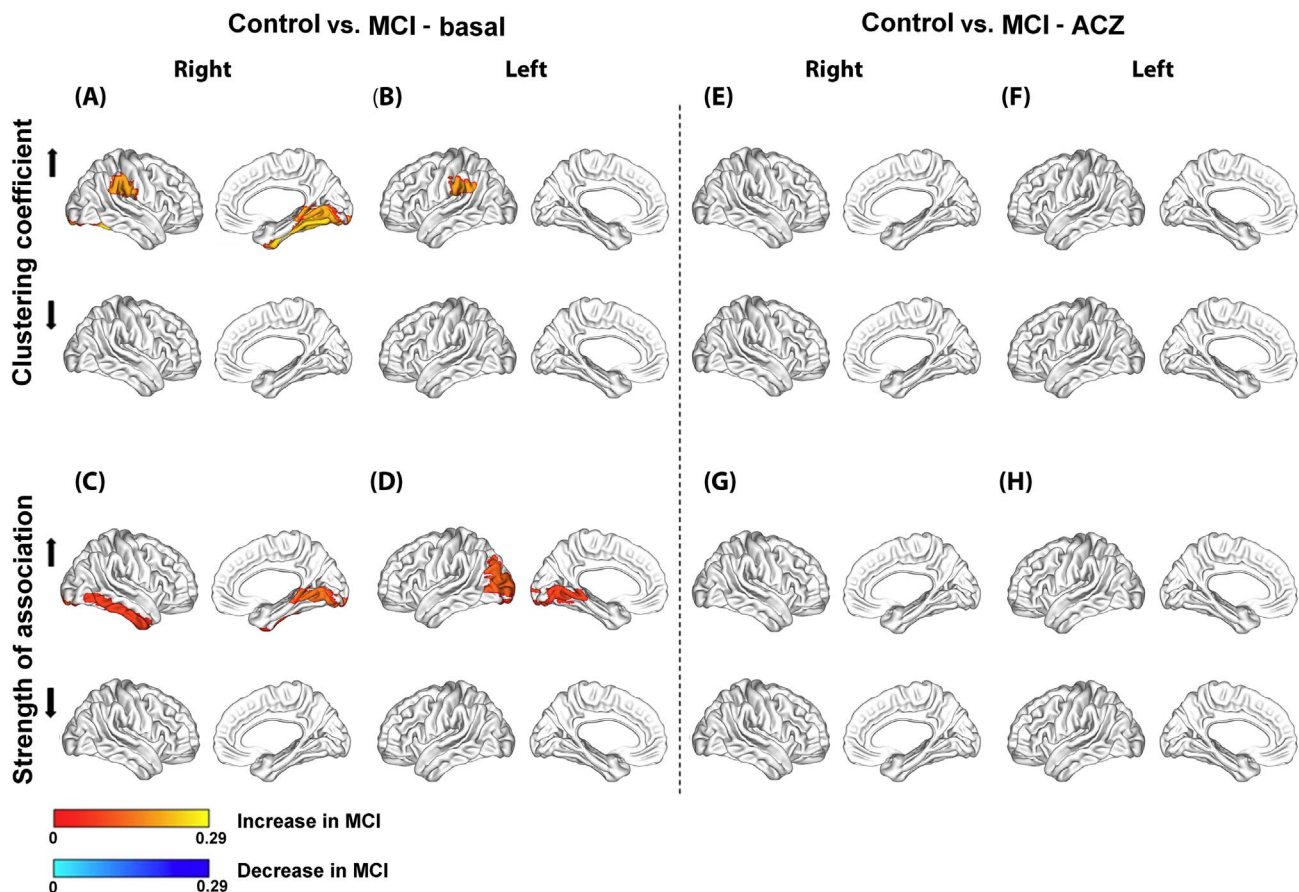 Control vs. MCI - basal
Control vs. MCI - ACZ
Right
Left
Right
Left
(A)
(B)
(E)
(F)
Clustering coefficient
(C)
(D)
(G)
(H)
Strength of association
Increase in MCI
0
0.29
Decrease in MCI
0
0.29